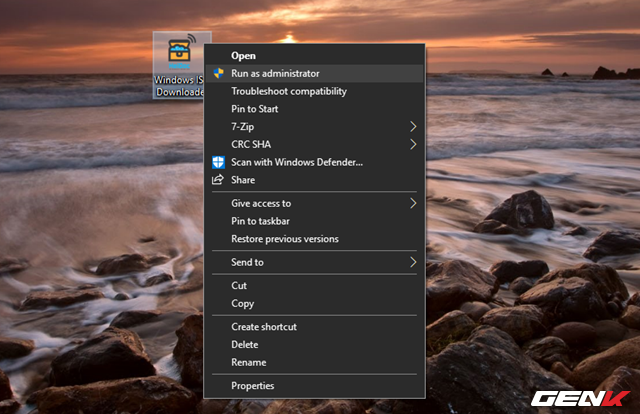 Windows IS
Downloade
Open
Run as administrator
Troubleshoot compatibility
Pin to Start
7-Zip
CRC SHA
Scan with Windows Defender...
Share
Give access to
Pin to taskbar
Restore previous versions
Send to
Cut
Copy
Create shortcut
Delete
Rename
Properties
GENK